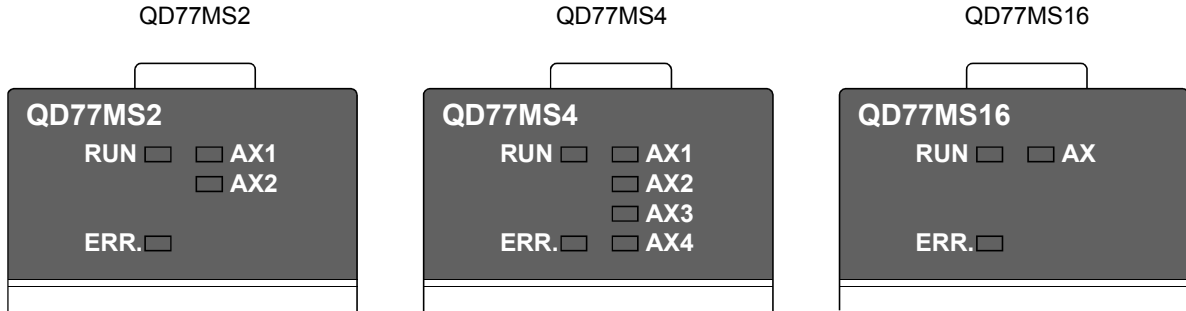 QD77MS2
QD77MS4
QD77MS16
QD77MS2
RUN AX1
AX2
ERR.
QD77MS4
RUN AX1
AX2
AX3
ERR. AX4
QD77MS16
RUN AX
ERR.